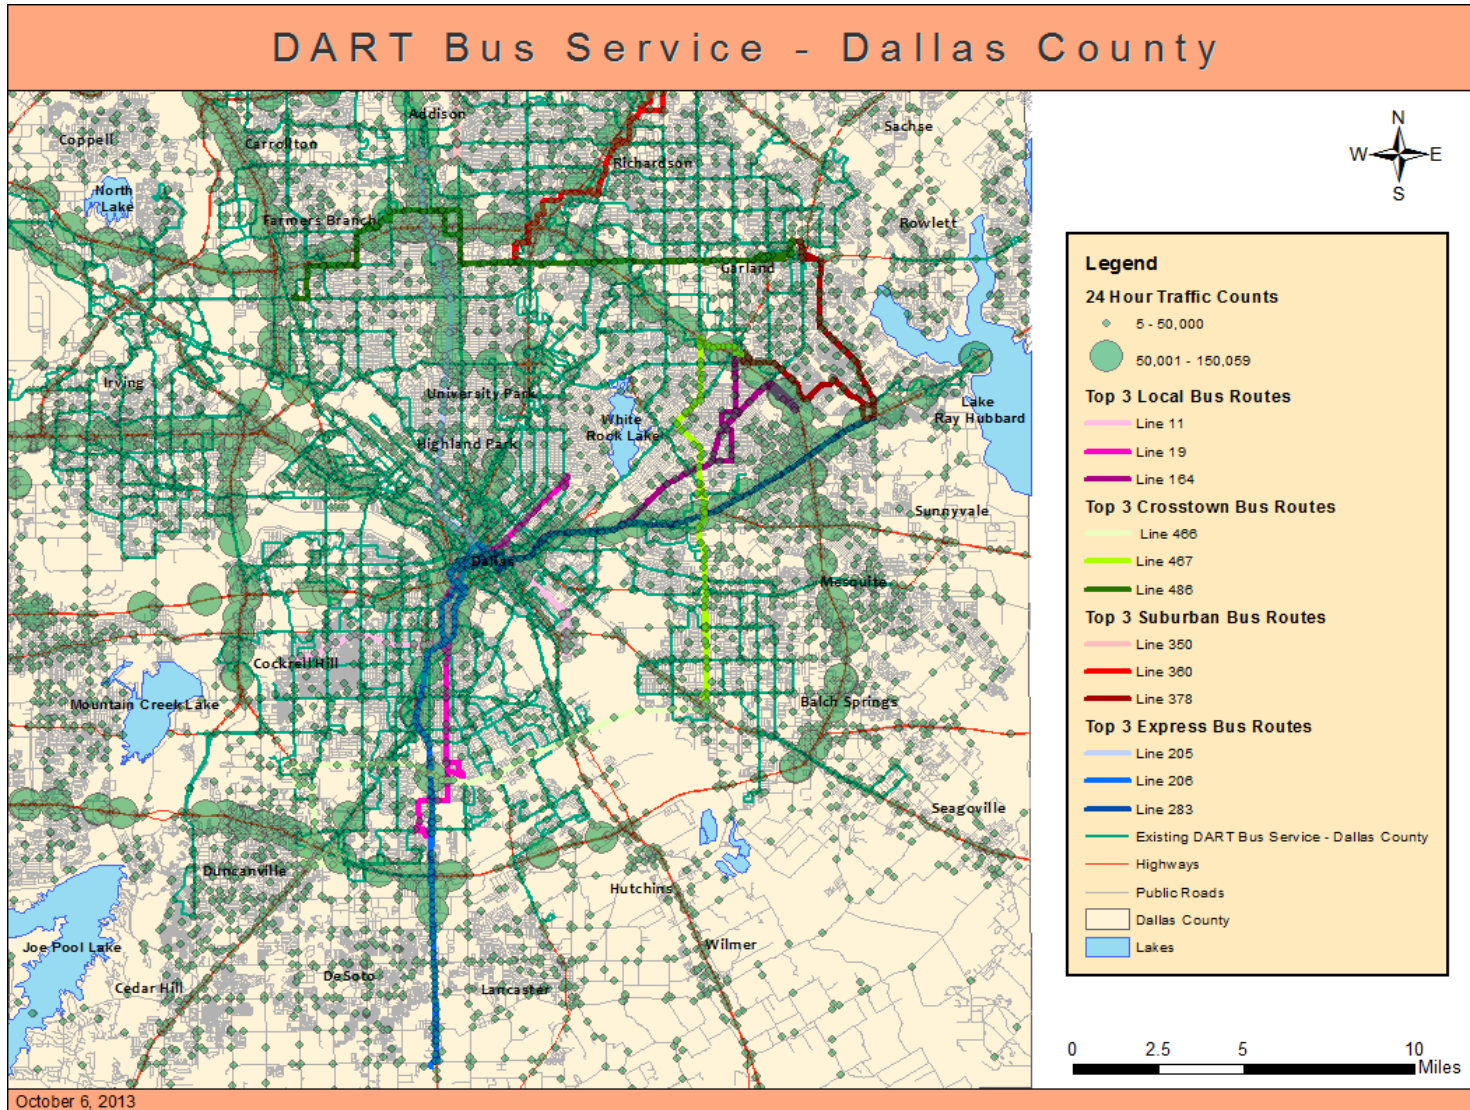 DART Bus Service - Dallas County
Addison
Sachse
Coppell
Carrollton
Richardson
North
Lake
Farmers Branch
Rowlett
Garland
Irving
University Park
White
Rock Lake
Lake
Ray Hubbard
Highland Park
Sunnyvale
Dallas
Mesquite
Cockrell Hill
Mountain Creek Lake
Balch Springs
Seagoville
Duncanville
Hutchins
Joe Pool Lake
Wilmer
DeSoto
Cedar Hill
Lancaster
N
W
E
S
Legend
24 Hour Traffic Counts
5 - 50,000
50,001 - 150,059
Top 3 Local Bus Routes
Line 11
Line 19
Line 164
Top 3 Crosstown Bus Routes
Line 466
Line 467
Line 486
Top 3 Suburban Bus Routes
Line 350
Line 360
Line 378
Top 3 Express Bus Routes
Line 205
Line 206
Line 283
Existing DART Bus Service - Dallas County
Highways
Public Roads
Dallas County
Lakes
0 2.5 5 10
Miles
October 6, 2013